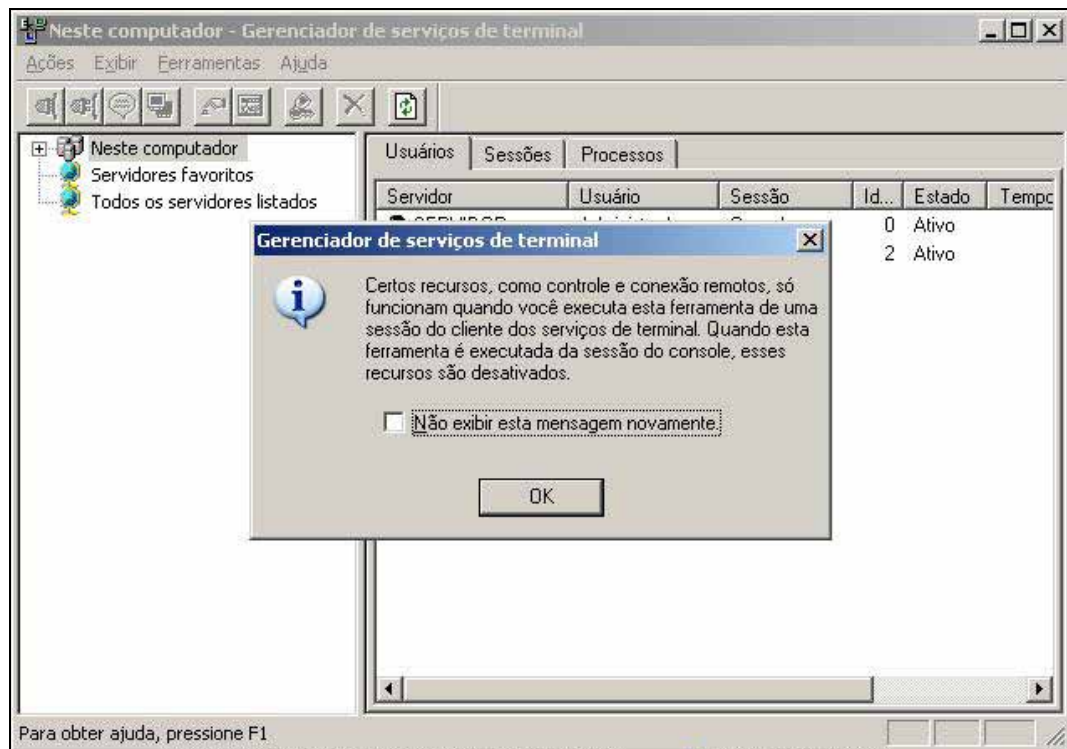 Neste computador - Gerenciador de serviços de terminal
Ações Exibir Ferramentas Ajuda
Neste computador
Servidores favoritos
Todos os servidores listados
Usuários Sessões Processos
Servidor Usuário Sessão Id... Estado Tempo
0 Ativo
2 Ativo
Gerenciador de serviços de terminal
Certos recursos, como controle e conexão remotos, só
funcionam quando você executa esta ferramenta de uma
sessão do cliente dos serviços de terminal. Quando esta
ferramenta é executada da sessão do console, esses
recursos são desativados.
Não exibir esta mensagem novamente.
OK
Para obter ajuda, pressione F1